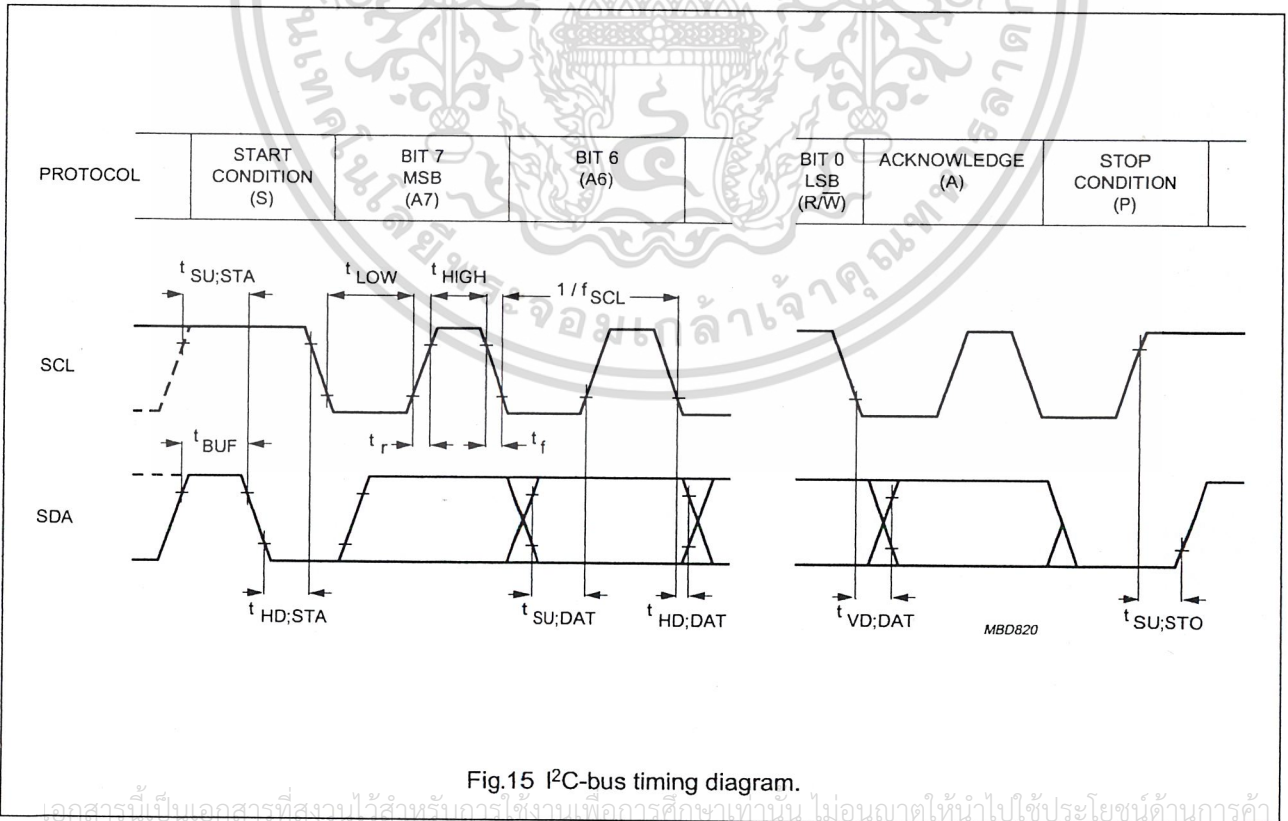 PROTOCOL
START
CONDITION
(S)
BIT 7
MSB
(A7)
BIT 6
(A6)
BIT 0
LSB
(R/W̅)
ACKNOWLEDGE
(A)
STOP
CONDITION
(P)
t SU;STA
t LOW
t HIGH
1 / f SCL
SCL
t BUF
t r
t f
SDA
t HD;STA
t SU;DAT
t HD;DAT
t VD;DAT
MBD820
t SU;STO
Fig.15 I²C-bus timing diagram.
เอกสารนี้เป็นเอกสารที่สงวนไว้สำหรับการใช้งานเพื่อการศึกษาเท่านั้น ไม่อนุญาตให้นำไปใช้ประโยชน์ด้านการค้า